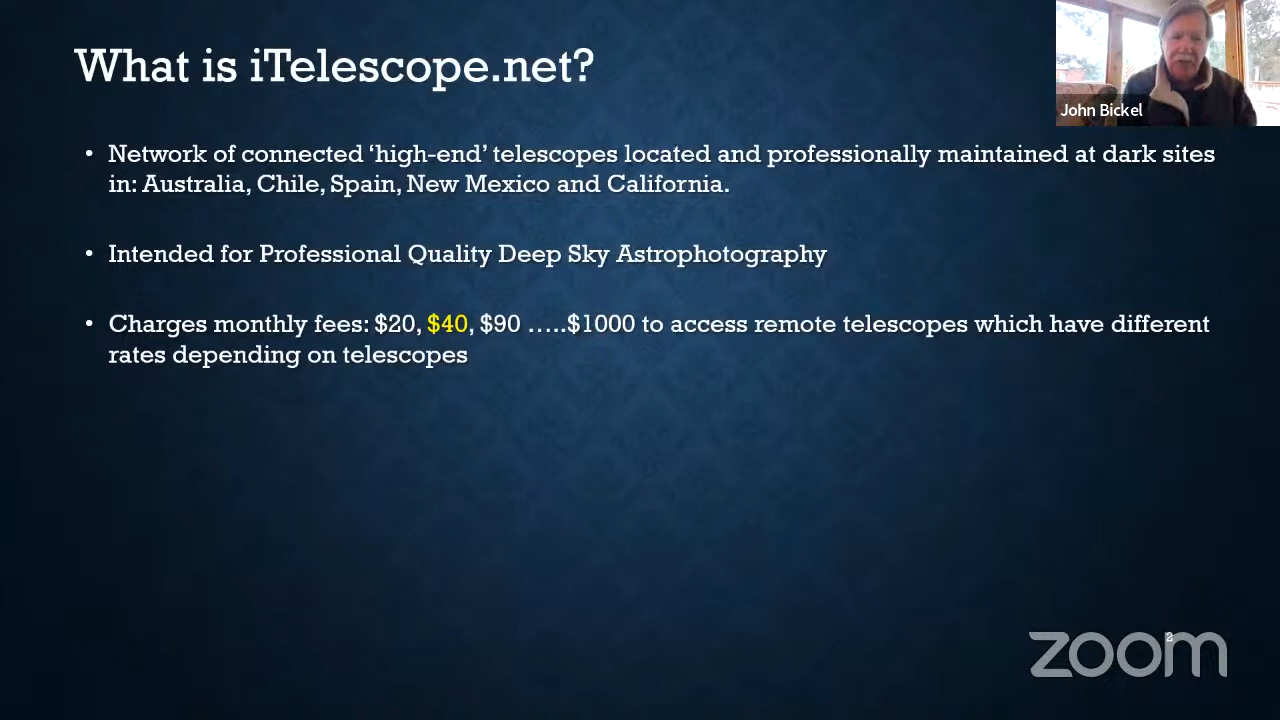 What is iTelescope.net?
John Bickel
• Network of connected ‘high-end’ telescopes located and professionally maintained at dark sites
in: Australia, Chile, Spain, New Mexico and California.
• Intended for Professional Quality Deep Sky Astrophotography
• Charges monthly fees: $20, $40, $90 …..$1000 to access remote telescopes which have different
rates depending on telescopes
2
zoom